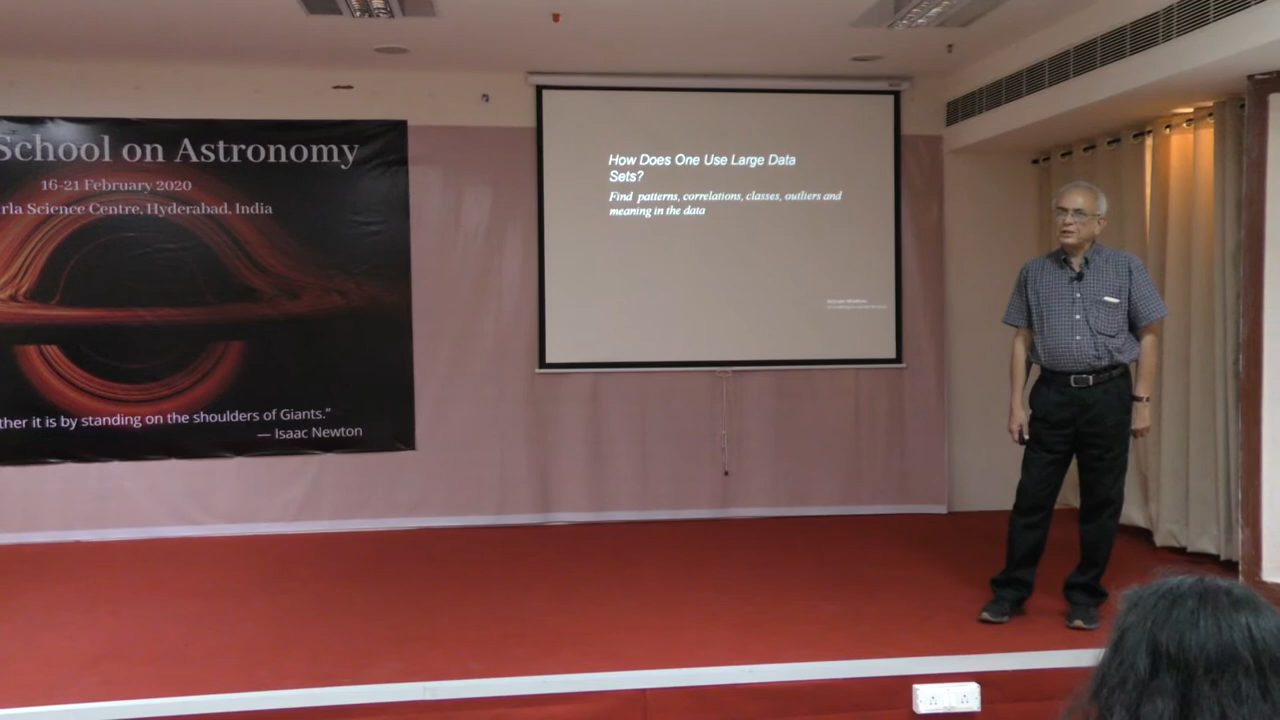 School on Astronomy
16-21 February 2020
rla Science Centre, Hyderabad, India
ther it is by standing on the shoulders of Giants.”
— Isaac Newton
How Does One Use Large Data
Sets?
Find patterns, correlations, classes, outliers and
meaning in the data